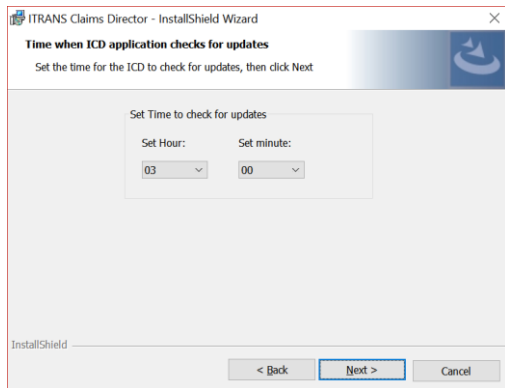 ITRANS Claims Director - InstallShield Wizard
Time when ICD application checks for updates
Set the time for the ICD to check for updates, then click Next
Set Time to check for updates
Set Hour: Set minute:
03 00
InstallShield
< Back Next > Cancel